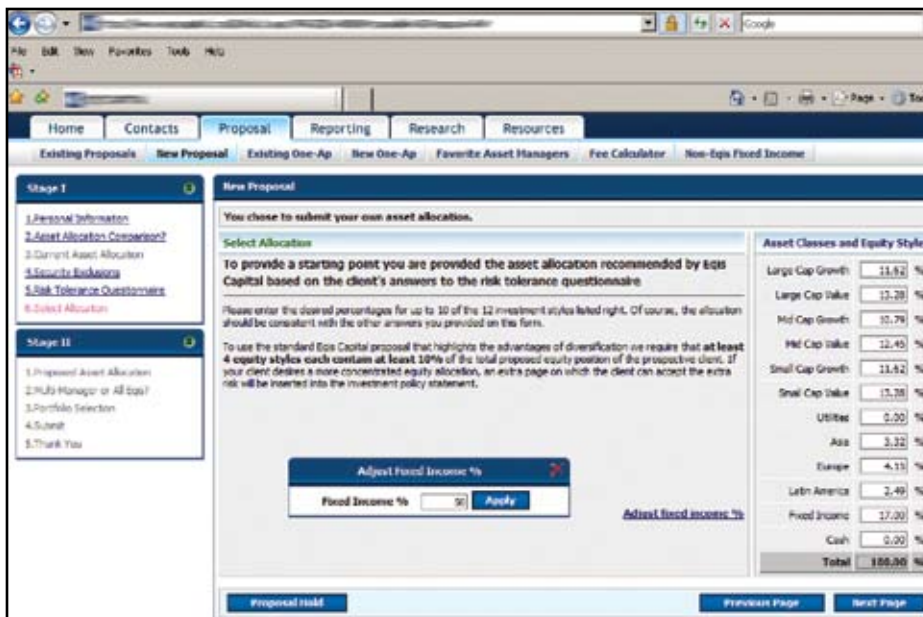 Google
File Edit View Favorites Tools Help
Page
Home Contacts Proposal Reporting Research Resources
Existing Proposals New Proposal Existing One-Ap New One-Ap Favorite Asset Managers Fee Calculator Non-Eqis Fixed Income
Stage I
1.Personal Information
2.Asset Allocation Comparison?
3.Current Asset Allocation
4.Security Exclusions
5.Risk Tolerance Questionnaire
6.Select Allocation
Stage II
1.Proposed Asset Allocation
2.Multi-Manager or All Eqis?
3.Portfolio Selection
4.Submit
5.Thank You
New Proposal
You chose to submit your own asset allocation.
Select Allocation
To provide a starting point you are provided the asset allocation recommended by Eqis
Capital based on the client's answers to the risk tolerance questionnaire
Please enter the desired percentages for up to 10 of the 12 investment styles listed right. Of course, the allocation
should be consistent with the other answers you provided on this form.
To use the standard Eqis Capital proposal that highlights the advantages of diversification we require that at least
4 equity styles each contain at least 10% of the total proposed equity position of the prospective client. If
your client desires a more concentrated equity allocation, an extra page on which the client can accept the extra
risk will be inserted into the investment policy statement.
Adjust Fixed Income %
Fixed Income % Apply
Adjust fixed income %
Asset Classes and Equity Style
Large Cap Growth 11.62 %
Large Cap Value 13.28 %
Mid Cap Growth 10.79 %
Mid Cap Value 12.45 %
Small Cap Growth 11.62 %
Small Cap Value 13.28 %
Utilities 0.00 %
Asia 3.32 %
Europe 4.15 %
Latin America 2.49 %
Fixed Income 17.00 %
Cash 0.00 %
Total 100.00 %
Proposal Hold Previous Page Next Page